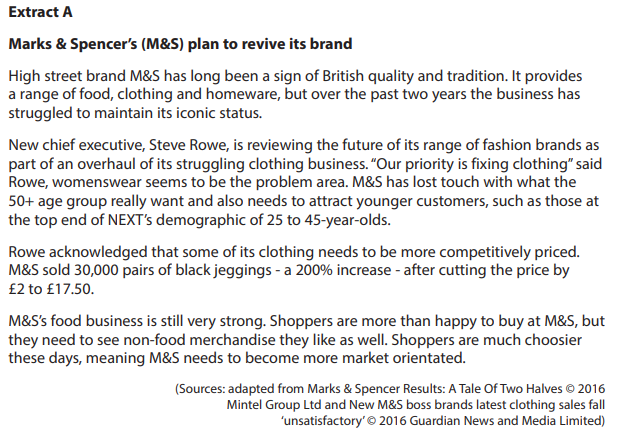 Extract A
Marks & Spencer's (M&S) plan to revive its brand
High street brand M&S has long been a sign of British quality and tradition. It provides
a range of food, clothing and homeware, but over the past two years the business has
struggled to maintain its iconic status.
New chief executive, Steve Rowe, is reviewing the future of its range of fashion brands as
part of an overhaul of its struggling clothing business. “Our priority is fixing clothing” said
Rowe, womenswear seems to be the problem area. M&S has lost touch with what the
50+ age group really want and also needs to attract younger customers, such as those at
the top end of NEXT's demographic of 25 to 45-year-olds.
Rowe acknowledged that some of its clothing needs to be more competitively priced.
M&S sold 30,000 pairs of black jeggings - a 200% increase - after cutting the price by
£2 to £17.50.
M&S's food business is still very strong. Shoppers are more than happy to buy at M&S, but
they need to see non-food merchandise they like as well. Shoppers are much choosier
these days, meaning M&S needs to become more market orientated.
(Sources: adapted from Marks & Spencer Results: A Tale Of Two Halves © 2016
Mintel Group Ltd and New M&S boss brands latest clothing sales fall
‘unsatisfactory’ © 2016 Guardian News and Media Limited)